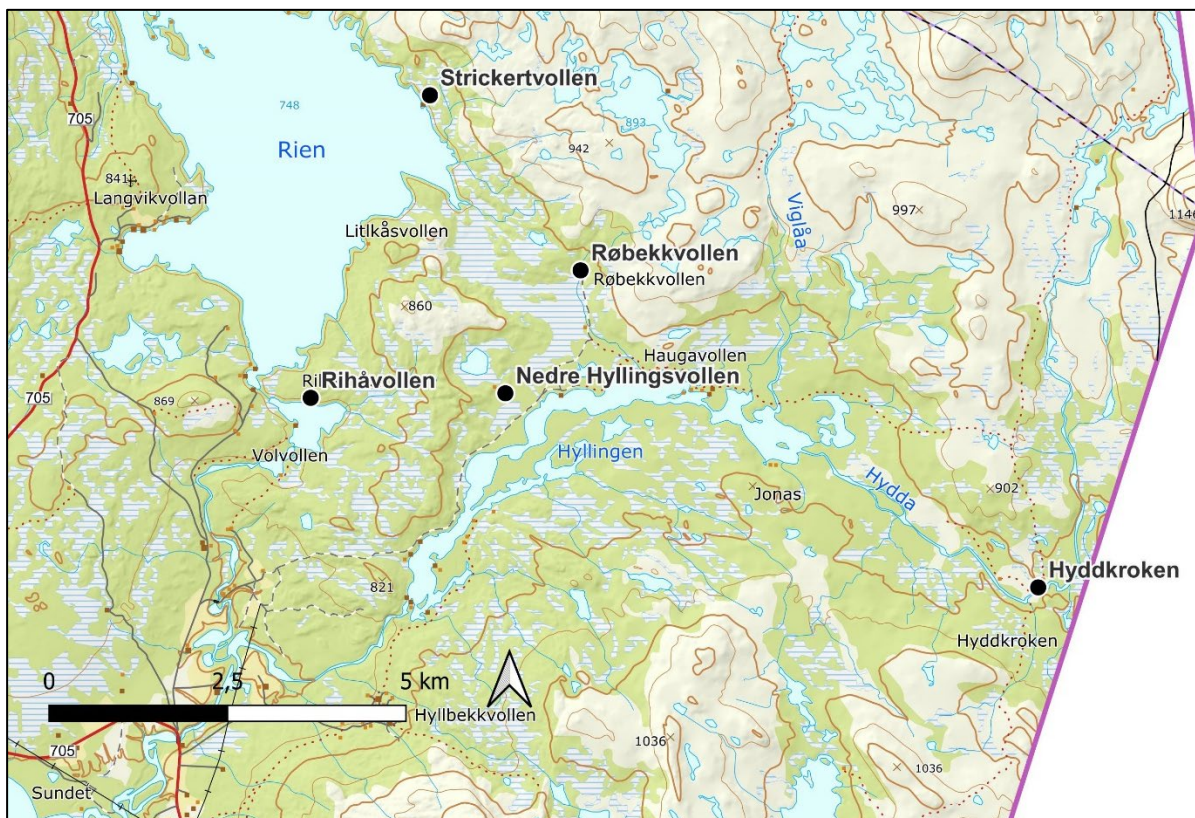 Strickertvollen
748
893
705
Rien
942
841
Langvikvollan
997
Viglåa
1146
Litlkåsvollen
Røbekkvollen
Røbekkvollen
860
Haugavollen
Rihåvollen
Nedre Hyllingsvollen
705
869
Hyllingen
Volvollen
Jonas
Hydda
902
821
Hyddkroken
Hyddkroken
0
2,5
5 km
Hyllbekkvollen
1036
705
1036
Sundet